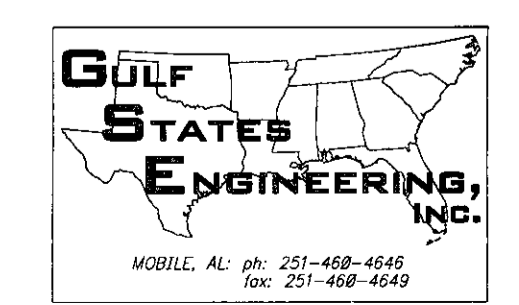 GULF
STATES
ENGINEERING,
INC.
MOBILE, AL: ph: 251-460-4646
fax: 251-460-4649